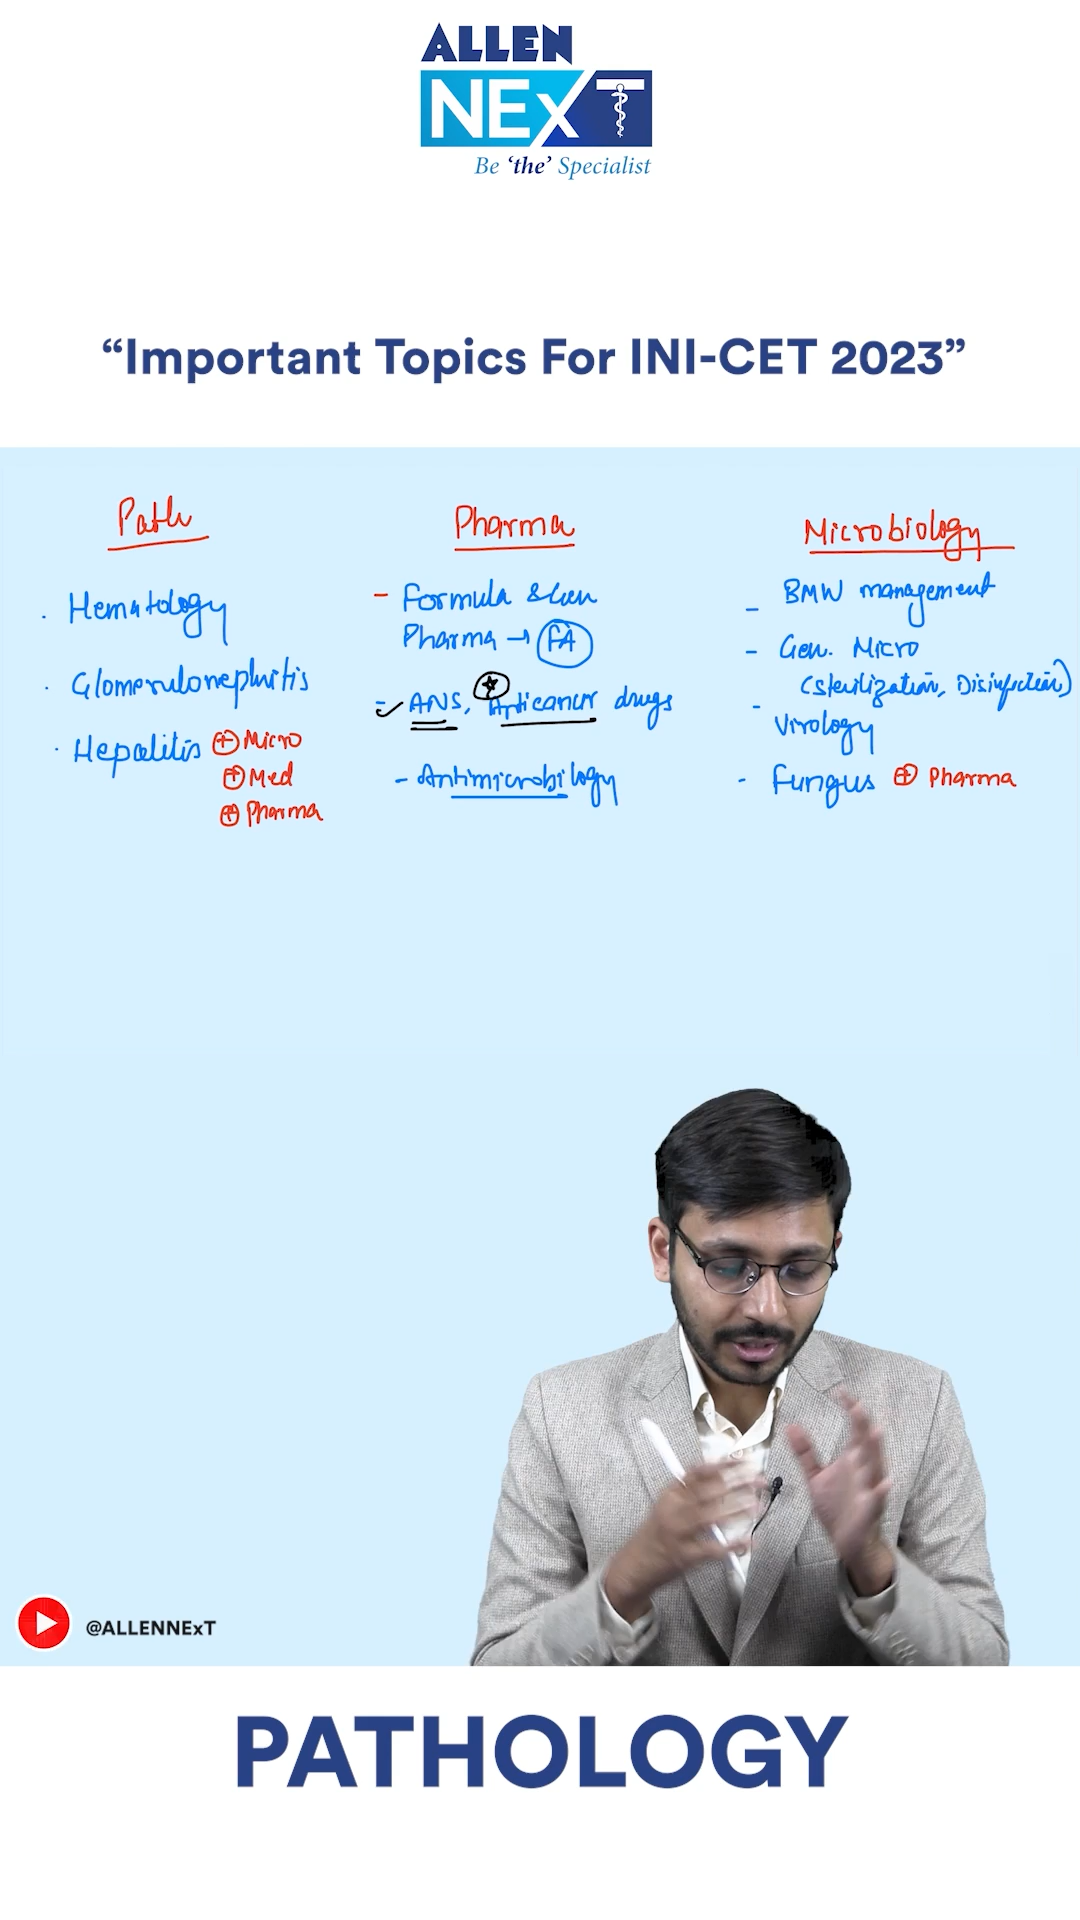 ALLEN
NExT
Be 'the' Specialist
“Important Topics For INI-CET 2023”
Path
· Hematology
· Glomerulonephritis
· Hepatitis ⊕ Micro
⊕ Med
⊕ Pharma
Pharma
- Formula & Gen
Pharma → FA
- ANS, Anticancer drugs
- Antimicrobilogy
Microbiology
- BMW management
- Gen. Micro
(sterilization, Disinfection)
- Virology
- Fungus ⊕ Pharma
@ALLENNExT
PATHOLOGY